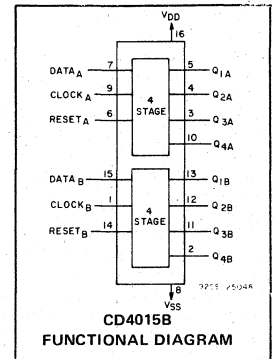 VDD
16
DATAA 7 5 Q1A
CLOCKA 9 4 Q2A
4
STAGE
RESETA 6 3 Q3A
10 Q4A
DATAB 15 13 Q1B
CLOCKB 1 12 Q2B
4
STAGE
RESETB 14 11 Q3B
2 Q4B
8
VSS
CD4015B
FUNCTIONAL DIAGRAM